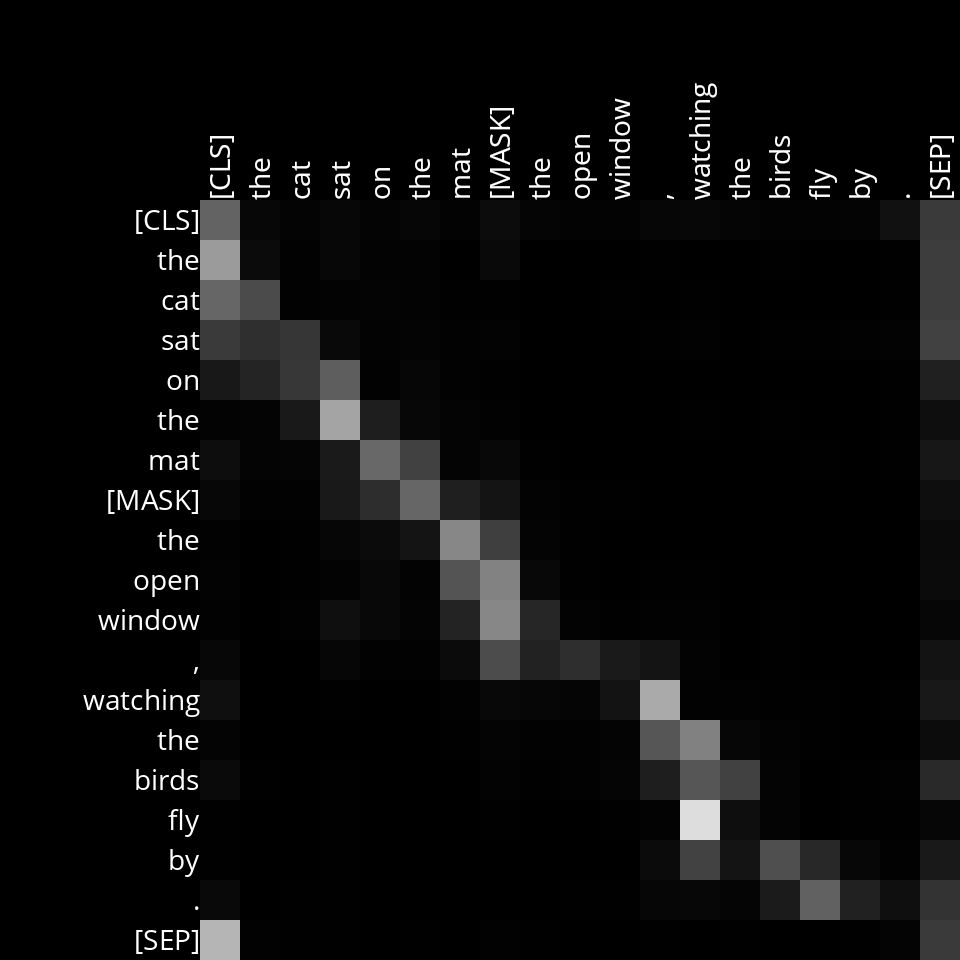 [CLS] the cat sat on the mat [MASK] the open window , watching the birds fly by . [SEP]
[CLS]
the
cat
sat
on
the
mat
[MASK]
the
open
window
,
watching
the
birds
fly
by
.
[SEP]